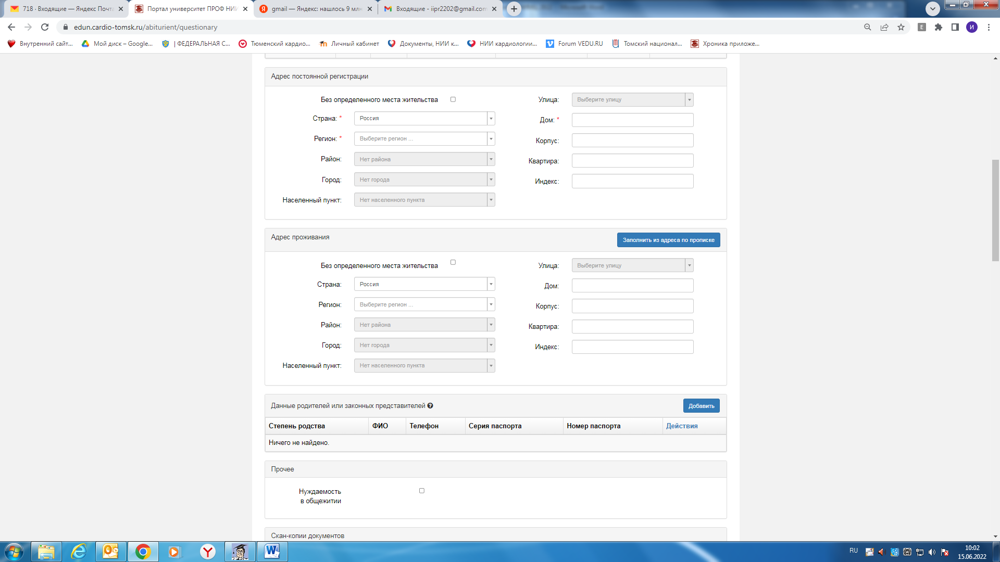 718 · Входящие — Яндекс Почта
Портал университет ПРОФ НИИ
gmail — Яндекс: нашлось 9 млн
Входящие - iipr2202@gmail.com
edun.cardio-tomsk.ru/abiturient/questionary
Внутренний сайт...
Мой диск – Google...
| ФЕДЕРАЛЬНАЯ С...
Тюменский кардио...
Личный кабинет
Документы, НИИ к...
НИИ кардиологии...
Forum VEDU.RU
Томский национал...
Хроника приложе...
Адрес постоянной регистрации
Без определенного места жительства
Улица: Выберите улицу
Страна: * Россия
Дом: *
Регион: * Выберите регион ...
Корпус:
Район: Нет района
Квартира:
Город: Нет города
Индекс:
Населенный пункт: Нет населенного пункта
Адрес проживания
Заполнить из адреса по прописке
Без определенного места жительства
Улица: Выберите улицу
Страна: Россия
Дом:
Регион: Выберите регион ...
Корпус:
Район: Нет района
Квартира:
Город: Нет города
Индекс:
Населенный пункт: Нет населенного пункта
Данные родителей или законных представителей ?
Добавить
Степень родства ФИО Телефон Серия паспорта Номер паспорта Действия
Ничего не найдено.
Прочее
Нуждаемость
в общежитии
Скан-копии документов
RU
10:02
15.06.2022